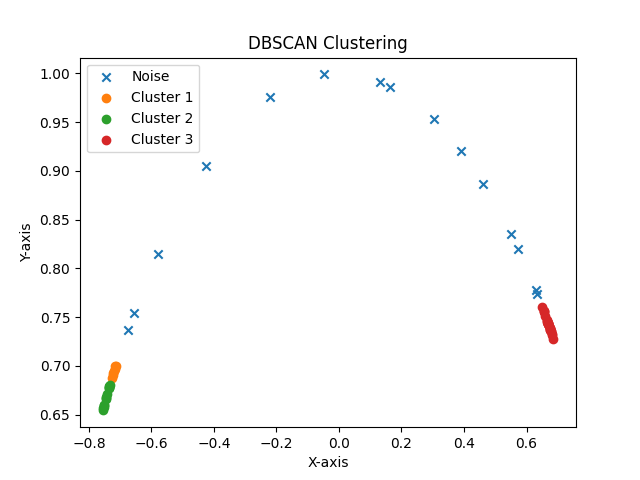 DBSCAN Clustering
Noise
Cluster 1
Cluster 2
Cluster 3
1.00
0.95
0.90
0.85
0.80
0.75
0.70
0.65
Y-axis
−0.8 −0.6 −0.4 −0.2 0.0 0.2 0.4 0.6
X-axis